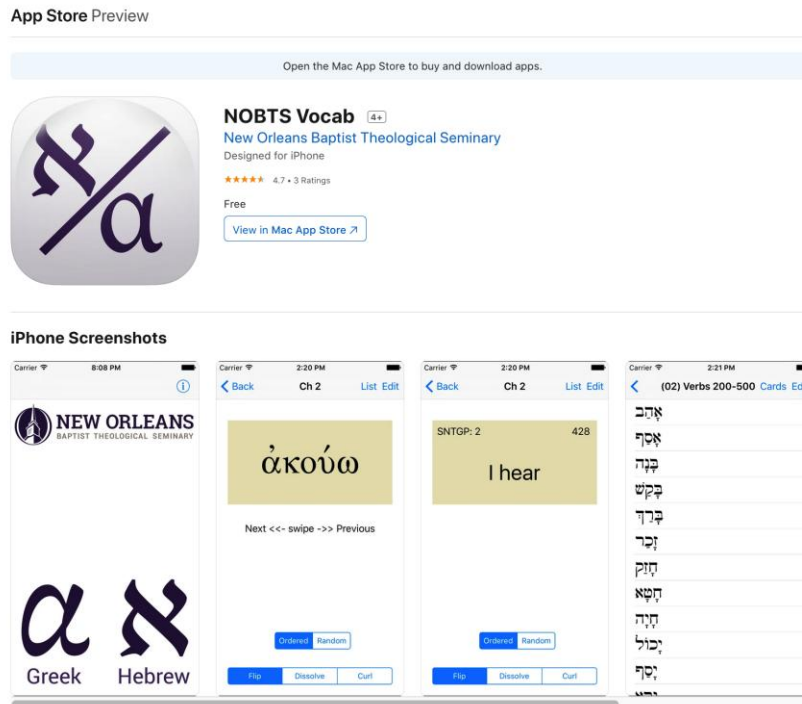 App Store Preview
Open the Mac App Store to buy and download apps.
א/α
NOBTS Vocab 4+
New Orleans Baptist Theological Seminary
Designed for iPhone
★★★★★ 4.7 • 3 Ratings
Free
View in Mac App Store ↗
iPhone Screenshots
Carrier 8:08 PM
NEW ORLEANS
BAPTIST THEOLOGICAL SEMINARY
α א
Greek Hebrew
Carrier 2:20 PM
Back Ch 2 List Edit
ἀκούω
Next <<- swipe ->> Previous
Ordered Random
Flip Dissolve Curl
Carrier 2:20 PM
Back Ch 2 List Edit
SNTGP: 2 428
I hear
Ordered Random
Flip Dissolve Curl
Carrier 2:21 PM
(02) Verbs 200-500 Cards Ed
אָהַב
אָסַף
בָּנָה
בָּקַשׁ
בָּרַךְ
זָכַר
חָזַק
חָטָא
חָיָה
יָכוֹל
יָסַף